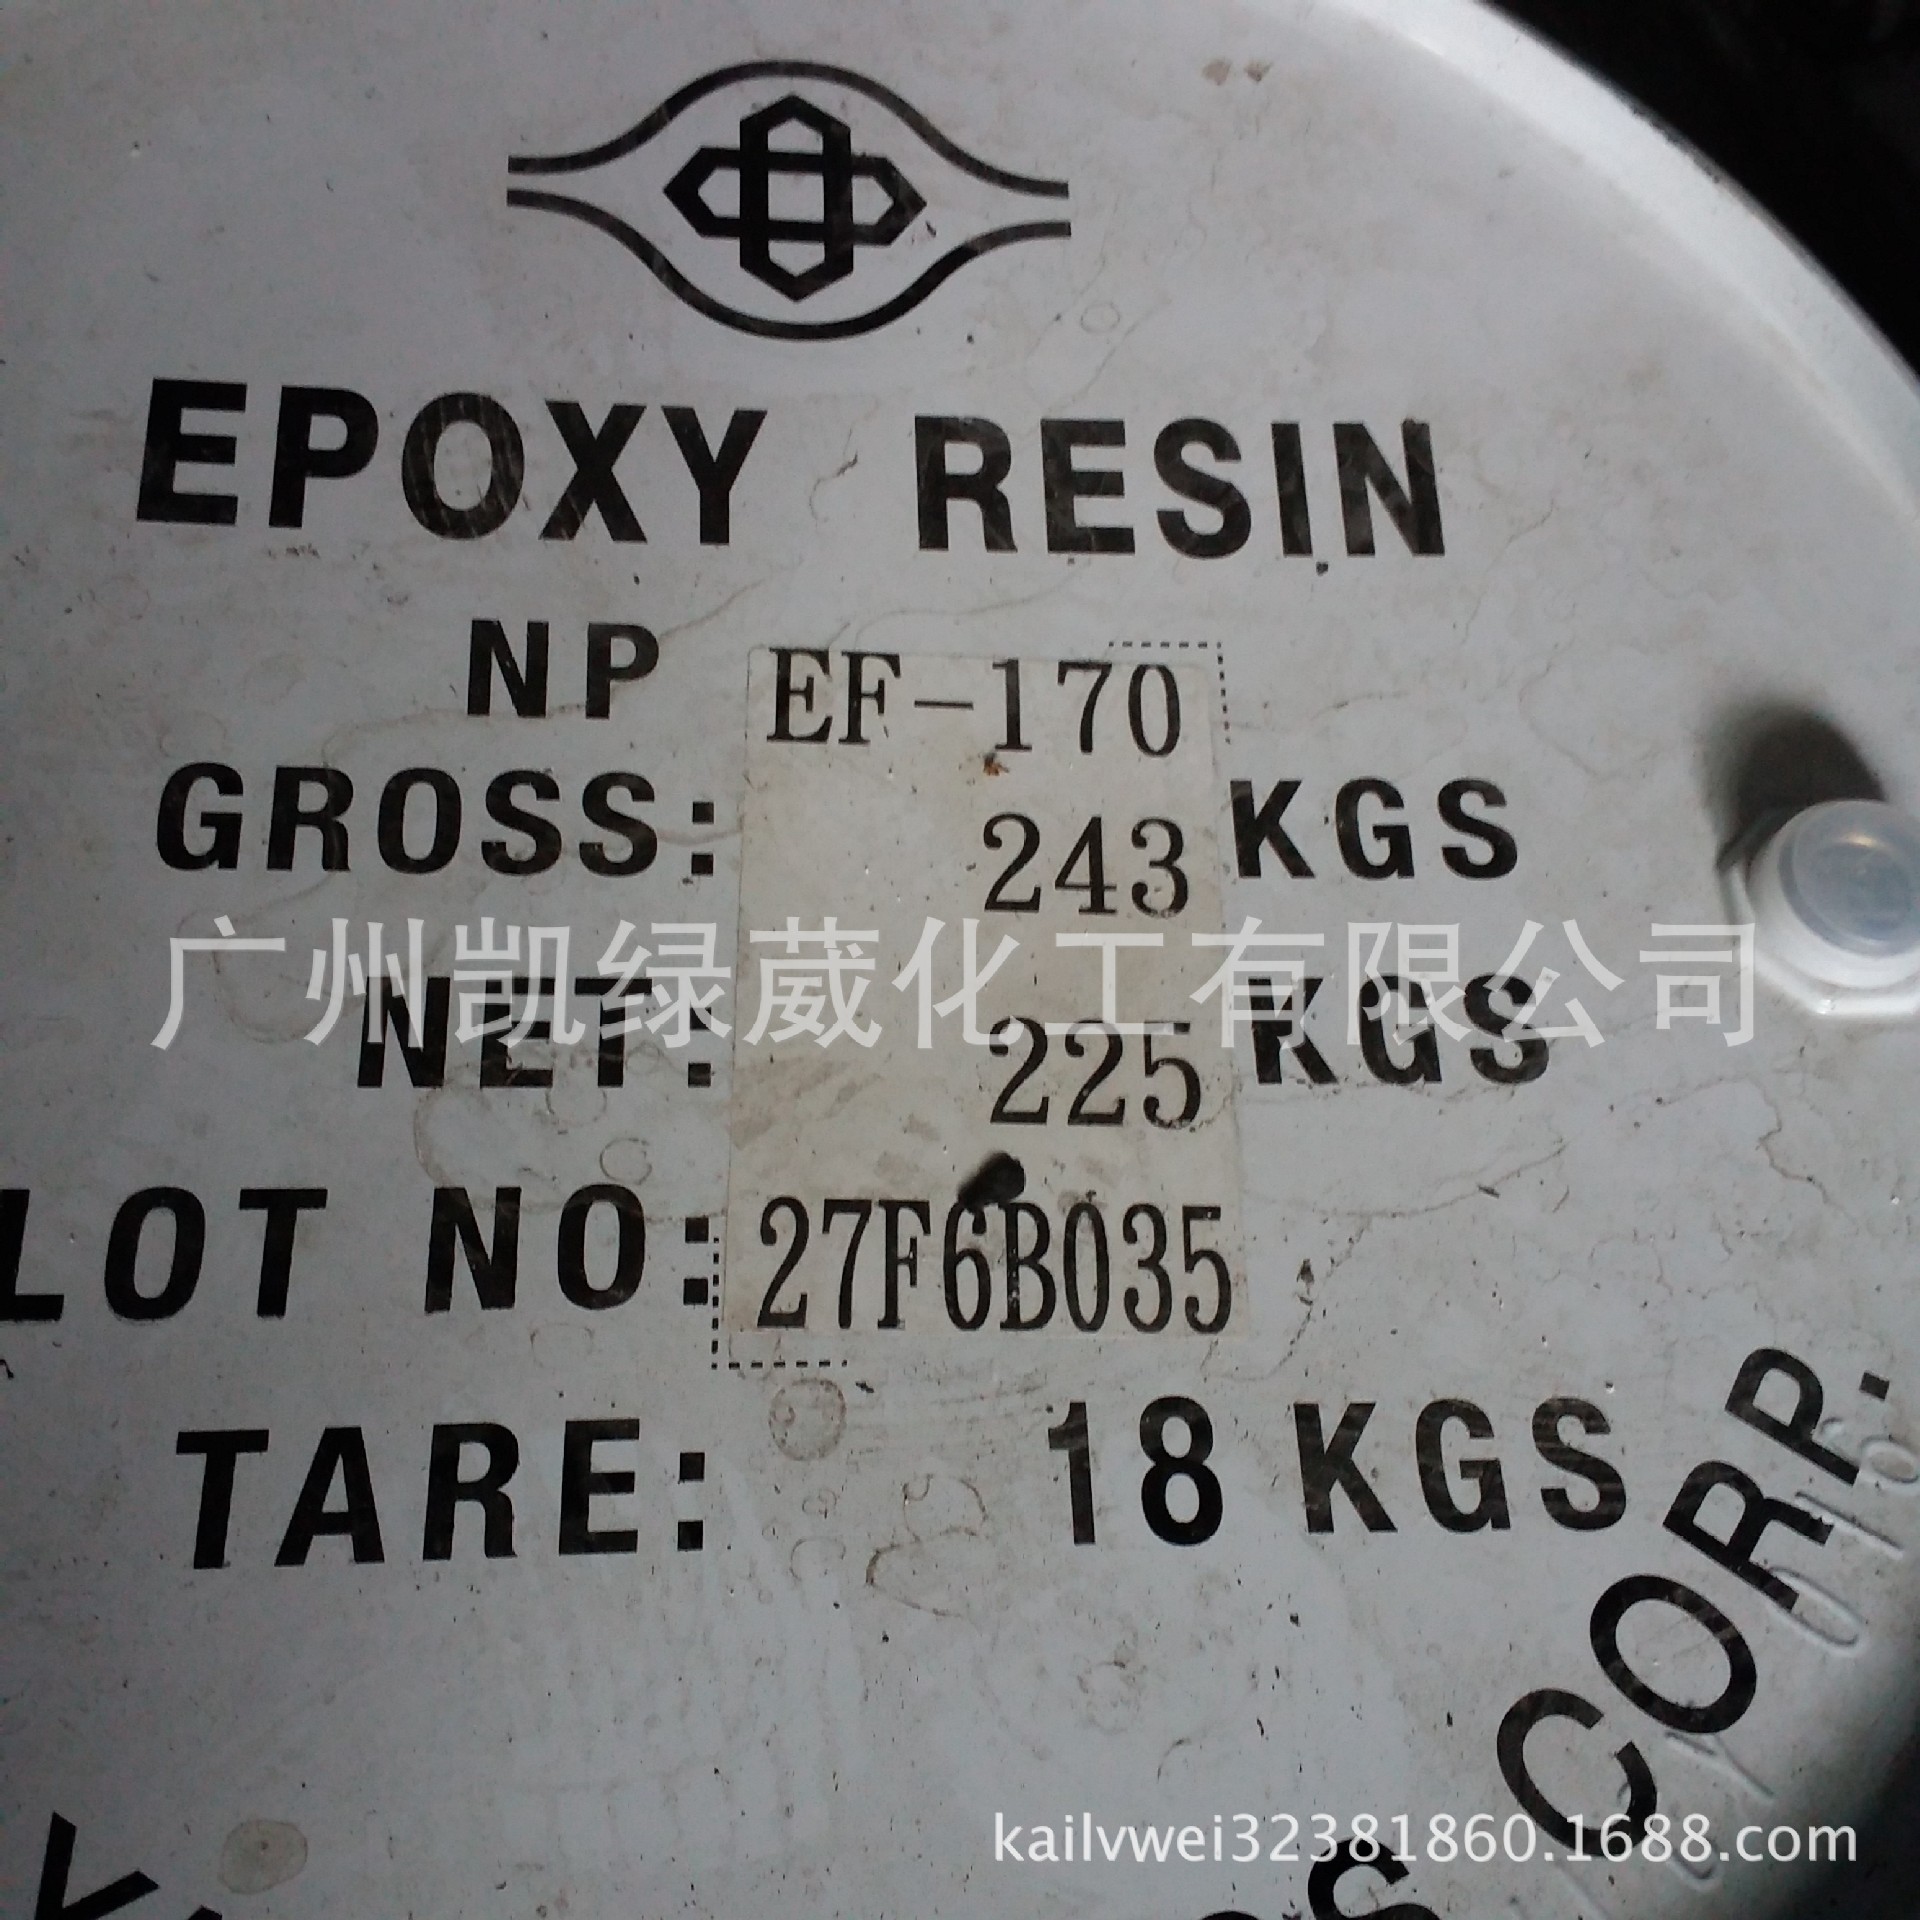 EPOXY RESIN
NP EF-170
GROSS: 243 KGS
广州凯绿葳化工有限公司
NET: 225 KGS
LOT NO: 27F6B035
TARE: 18 KGS
CORP.
kailvwei32381860.1688.com